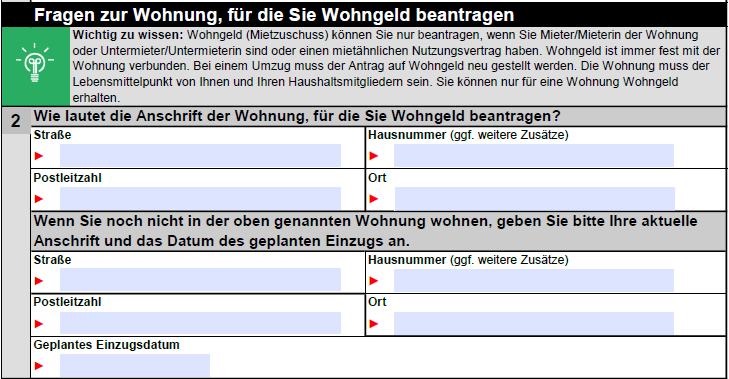 Fragen zur Wohnung, für die Sie Wohngeld beantragen
Wichtig zu wissen: Wohngeld (Mietzuschuss) können Sie nur beantragen, wenn Sie Mieter/Mieterin der Wohnung
oder Untermieter/Untermieterin sind oder einen mietähnlichen Nutzungsvertrag haben. Wohngeld ist immer fest mit der
Wohnung verbunden. Bei einem Umzug muss der Antrag auf Wohngeld neu gestellt werden. Die Wohnung muss der
Lebensmittelpunkt von Ihnen und Ihren Haushaltsmitgliedern sein. Sie können nur für eine Wohnung Wohngeld
erhalten.
2 Wie lautet die Anschrift der Wohnung, für die Sie Wohngeld beantragen?
Straße Hausnummer (ggf. weitere Zusätze)
Postleitzahl Ort
Wenn Sie noch nicht in der oben genannten Wohnung wohnen, geben Sie bitte Ihre aktuelle
Anschrift und das Datum des geplanten Einzugs an.
Straße Hausnummer (ggf. weitere Zusätze)
Postleitzahl Ort
Geplantes Einzugsdatum